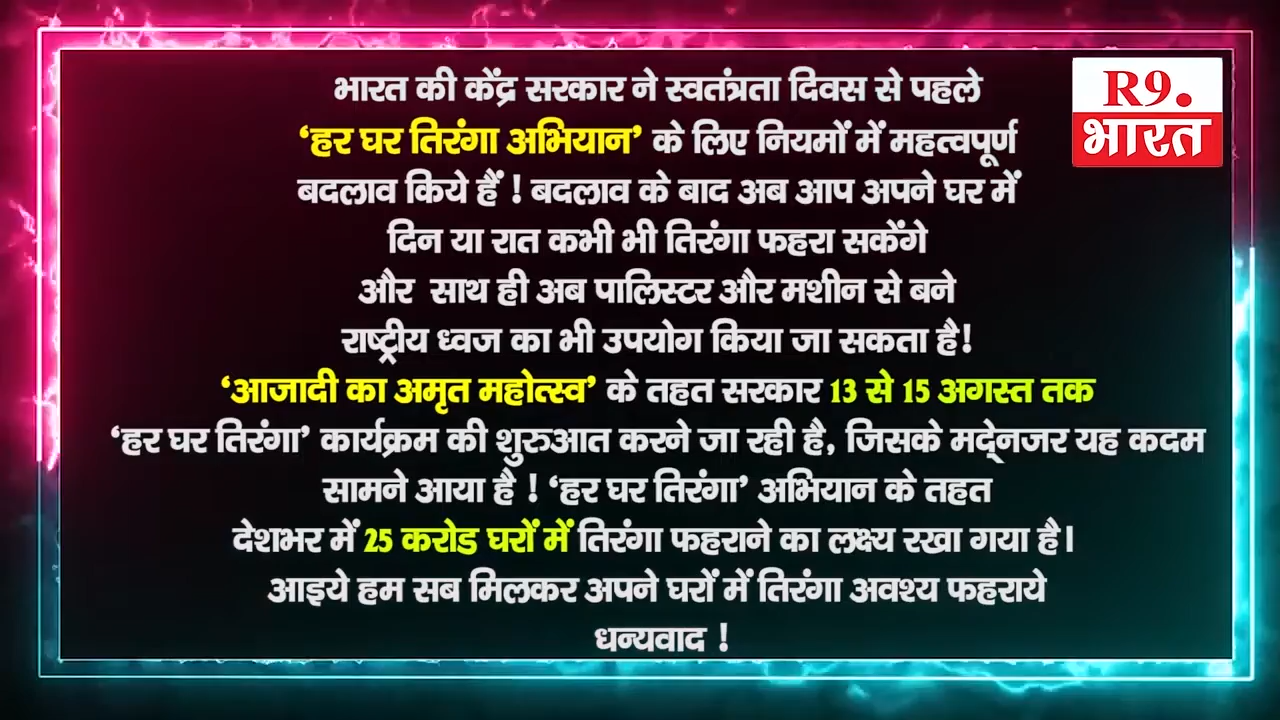 भारत की केंद्र सरकार ने स्वतंत्रता दिवस से पहले
‘हर घर तिरंगा अभियान’ के लिए नियमों में महत्वपूर्ण
बदलाव किये हैं ! बदलाव के बाद अब आप अपने घर में
दिन या रात कभी भी तिरंगा फहरा सकेंगे
और साथ ही अब पालिस्टर और मशीन से बने
राष्ट्रीय ध्वज का भी उपयोग किया जा सकता है!
‘आजादी का अमृत महोत्स्व’ के तहत सरकार 13 से 15 अगस्त तक
‘हर घर तिरंगा’ कार्यक्रम की शुरुआत करने जा रही है, जिसके मद्देनजर यह कदम
सामने आया है ! ‘हर घर तिरंगा’ अभियान के तहत
देशभर में 25 करोड घरों में तिरंगा फहराने का लक्ष्य रखा गया है।
आइये हम सब मिलकर अपने घरों में तिरंगा अवश्य फहराये
धन्यवाद !
R9.
भारत